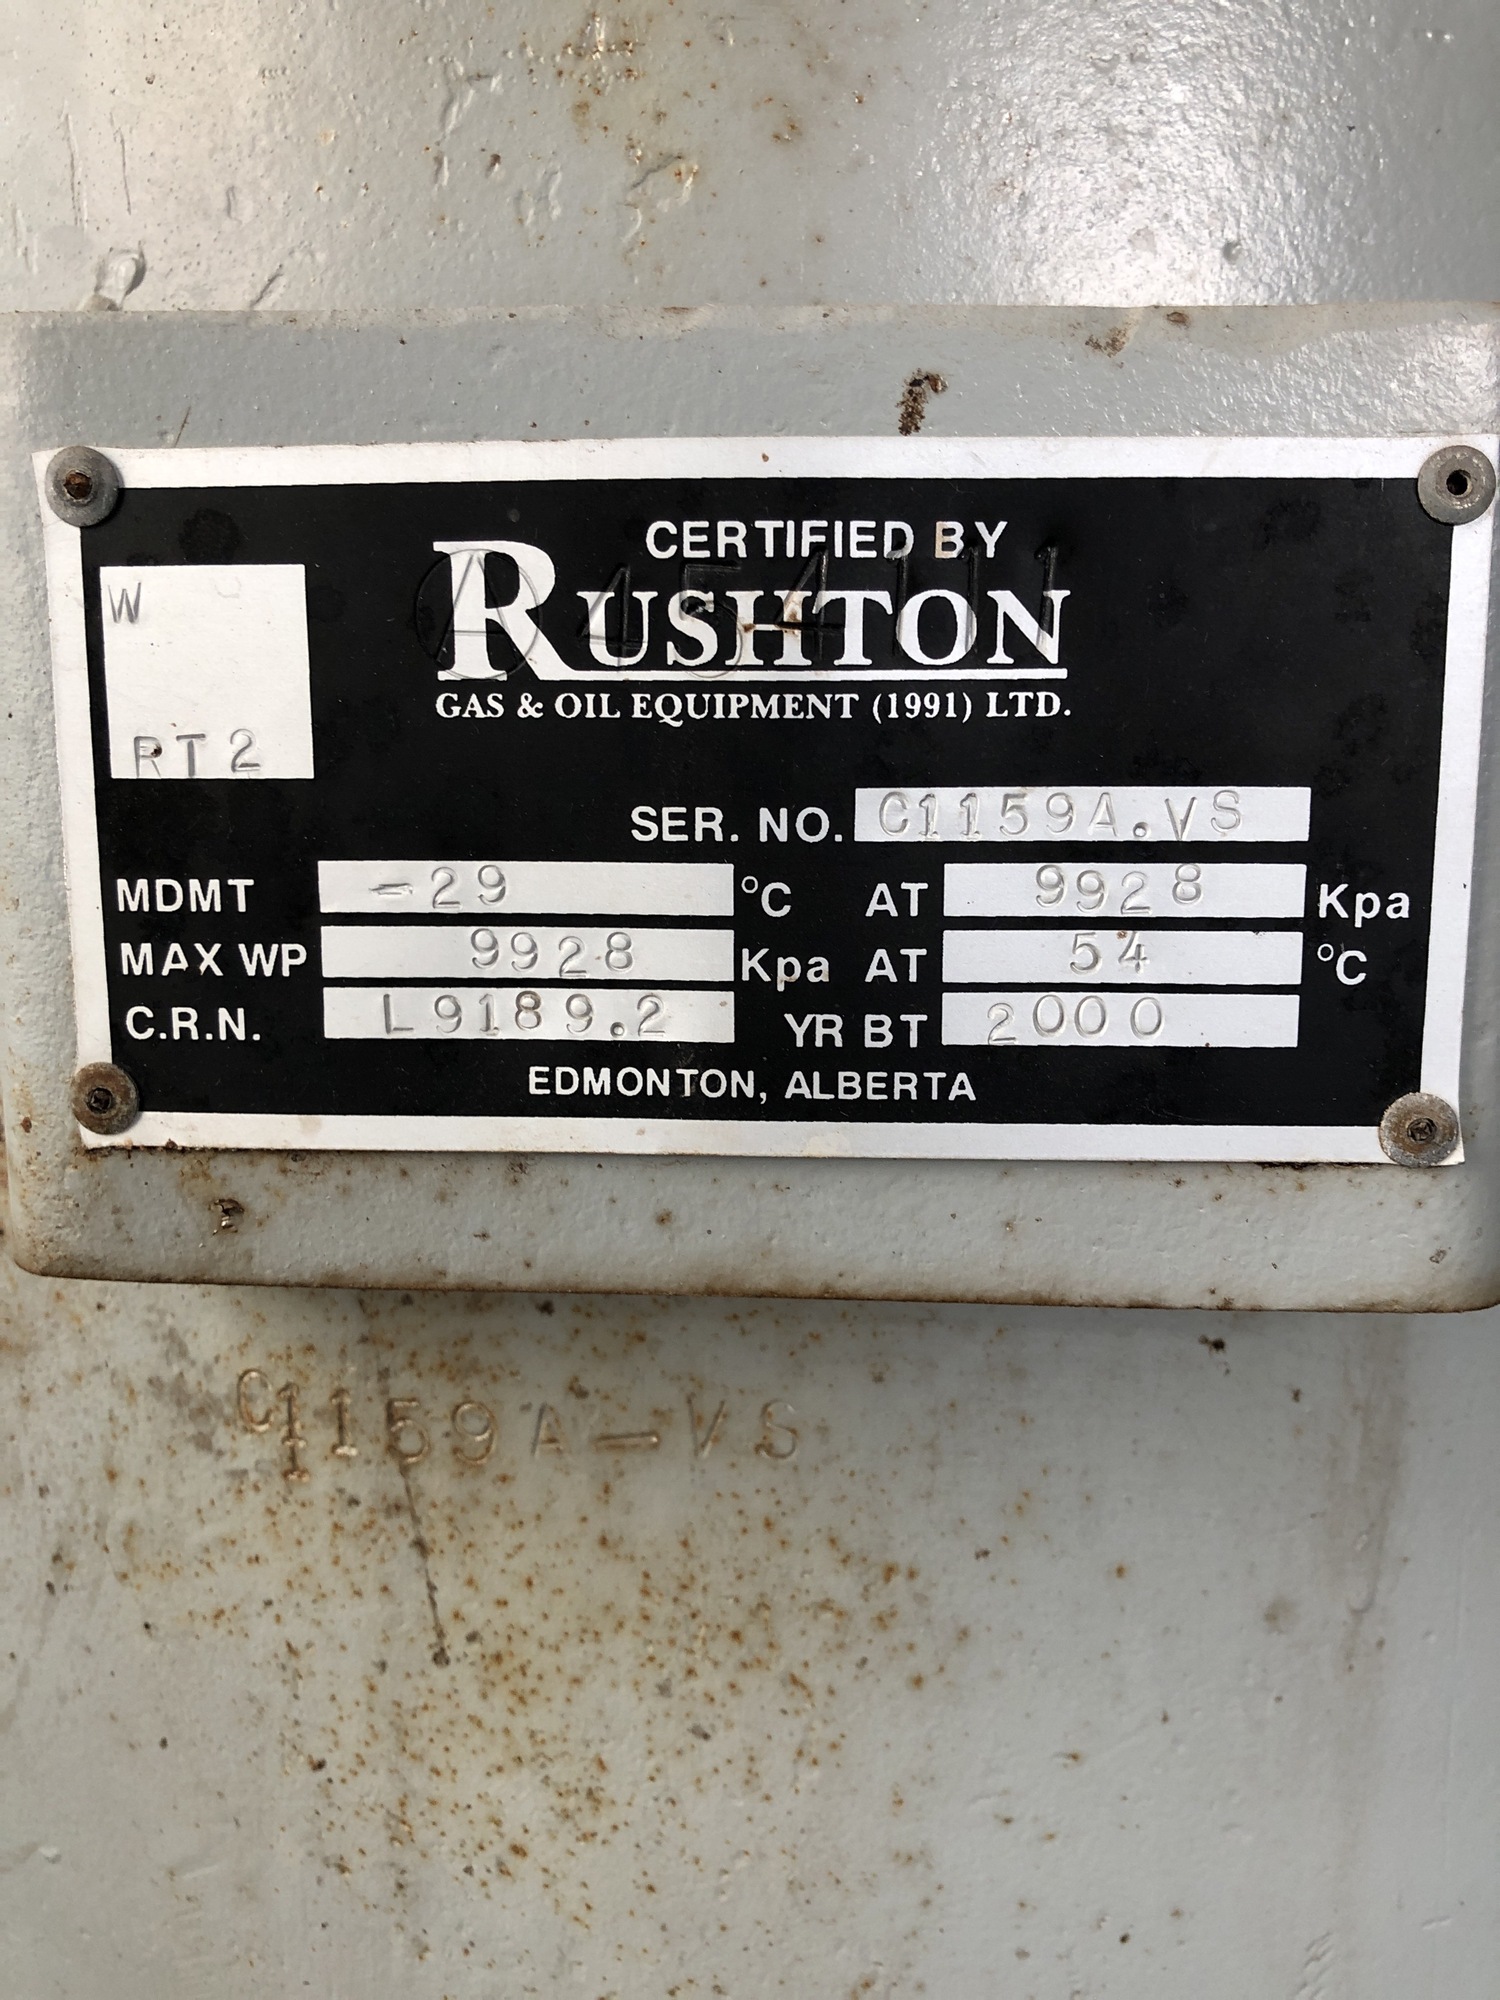 CERTIFIED BY
A 454111
RUSHTON
GAS & OIL EQUIPMENT (1991) LTD.
W
RT2
SER. NO. C1159A.VS
MDMT -29 °C AT 9928 Kpa
MAX WP 9928 Kpa AT 54 °C
C.R.N. L9189.2 YR BT 2000
EDMONTON, ALBERTA
C1159A-VS